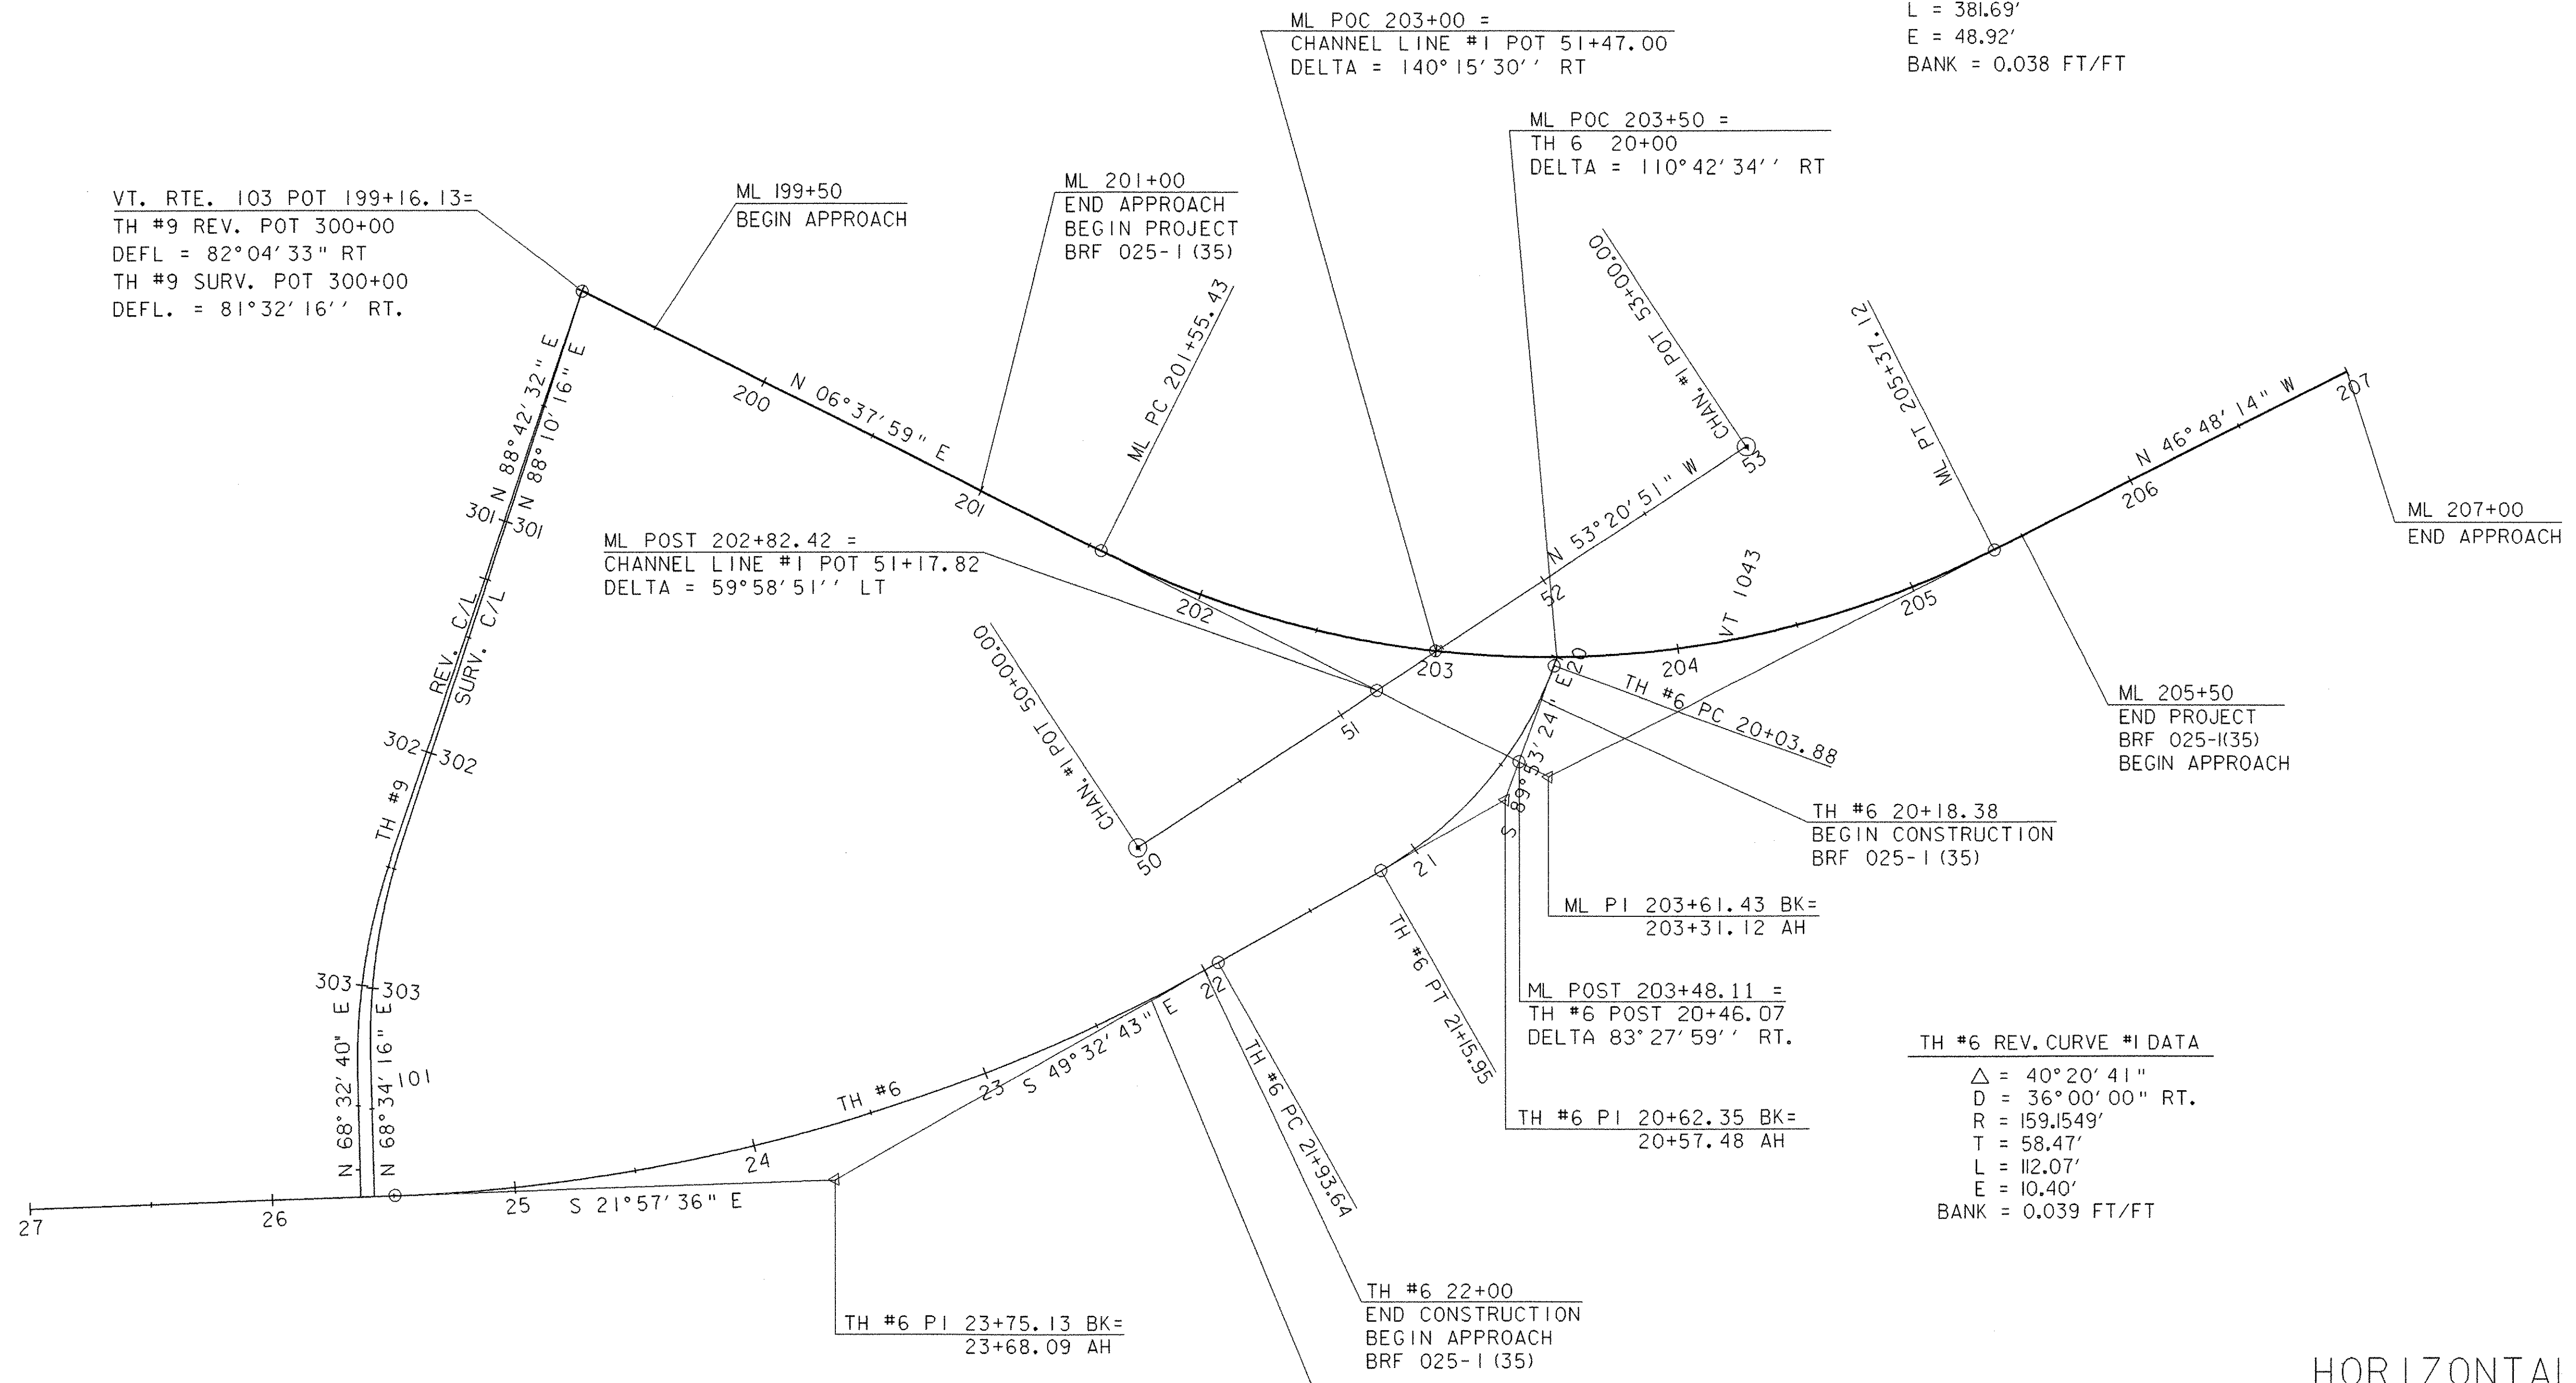 L = 381.69'
E = 48.92'
BANK = 0.038 FT/FT
ML POC 203+00 =
CHANNEL LINE #1 POT 51+47.00
DELTA = 140°15'30'' RT
ML POC 203+50 =
TH 6 20+00
DELTA = 110°42'34'' RT
VT. RTE. 103 POT 199+16.13=
TH #9 REV. POT 300+00
DEFL = 82°04'33" RT
TH #9 SURV. POT 300+00
DEFL. = 81°32'16'' RT.
ML 199+50
BEGIN APPROACH
ML 201+00
END APPROACH
BEGIN PROJECT
BRF 025-1(35)
ML PC 201+55.43
CHAN. #1 POT 53+00.00
ML PT 205+37.12
N 06°37'59" E
200
201
202
203
204
205
206
207
N 46°48'14" W
ML 207+00
END APPROACH
N 53°20'51" W
53
52
51
50
VT 1043
N 88°42'32" E
N 88°10'16" E
301
301
REV. C/L
SURV. C/L
302
302
TH #9
303
303
N 68°32'40" E
N 68°34'16" E
101
ML POST 202+82.42 =
CHANNEL LINE #1 POT 51+17.82
DELTA = 59°58'51'' LT
CHAN. #1 POT 50+00.00
20
S 89°53'24" E
TH #6 PC 20+03.88
ML 205+50
END PROJECT
BRF 025-1(35)
BEGIN APPROACH
TH #6 20+18.38
BEGIN CONSTRUCTION
BRF 025-1(35)
ML PI 203+61.43 BK=
203+31.12 AH
ML POST 203+48.11 =
TH #6 POST 20+46.07
DELTA 83°27'59'' RT.
TH #6 PI 20+62.35 BK=
20+57.48 AH
21
TH #6 PT 21+15.95
22
TH #6 PC 21+93.64
S 49°32'43" E
23
TH #6
24
25
S 21°57'36" E
26
27
TH #6 PI 23+75.13 BK=
23+68.09 AH
TH #6 22+00
END CONSTRUCTION
BEGIN APPROACH
BRF 025-1(35)
TH #6 REV. CURVE #1 DATA
△ = 40°20'41"
D = 36°00'00" RT.
R = 159.1549'
T = 58.47'
L = 112.07'
E = 10.40'
BANK = 0.039 FT/FT
HORIZONTAL